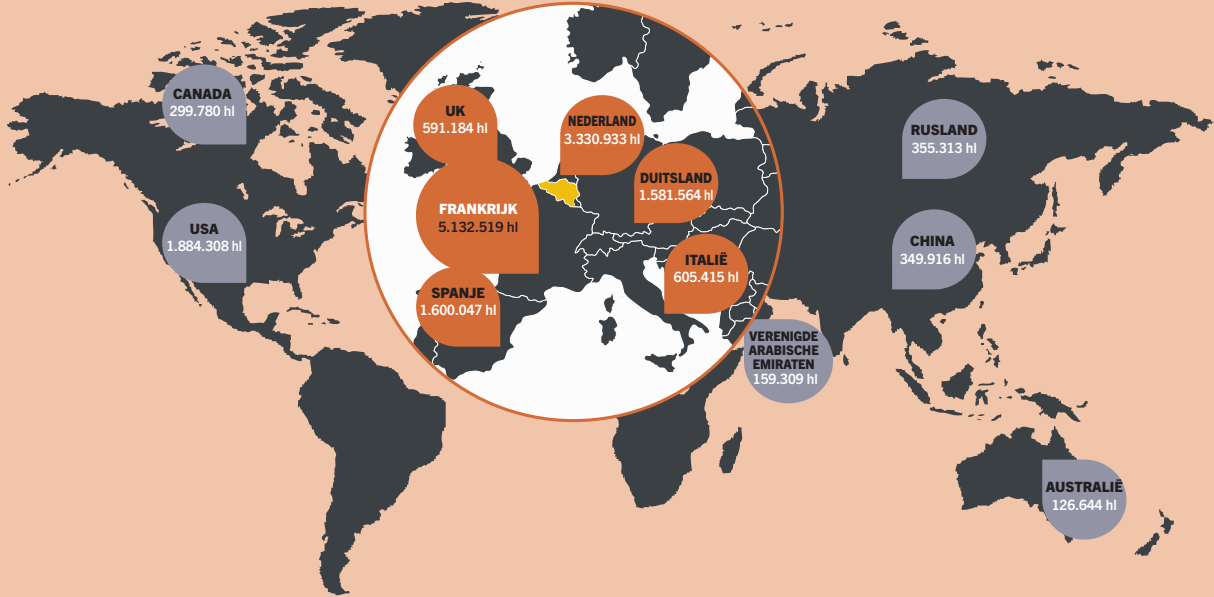 CANADA
299.780 hl
USA
1.884.308 hl
UK
591.184 hl
NEDERLAND
3.330.933 hl
DUITSLAND
1.581.564 hl
FRANKRIJK
5.132.519 hl
ITALIË
605.415 hl
SPANJE
1.600.047 hl
RUSLAND
355.313 hl
CHINA
349.916 hl
VERENIGDE
ARABISCHE
EMIRATEN
159.309 hl
AUSTRALIË
126.644 hl